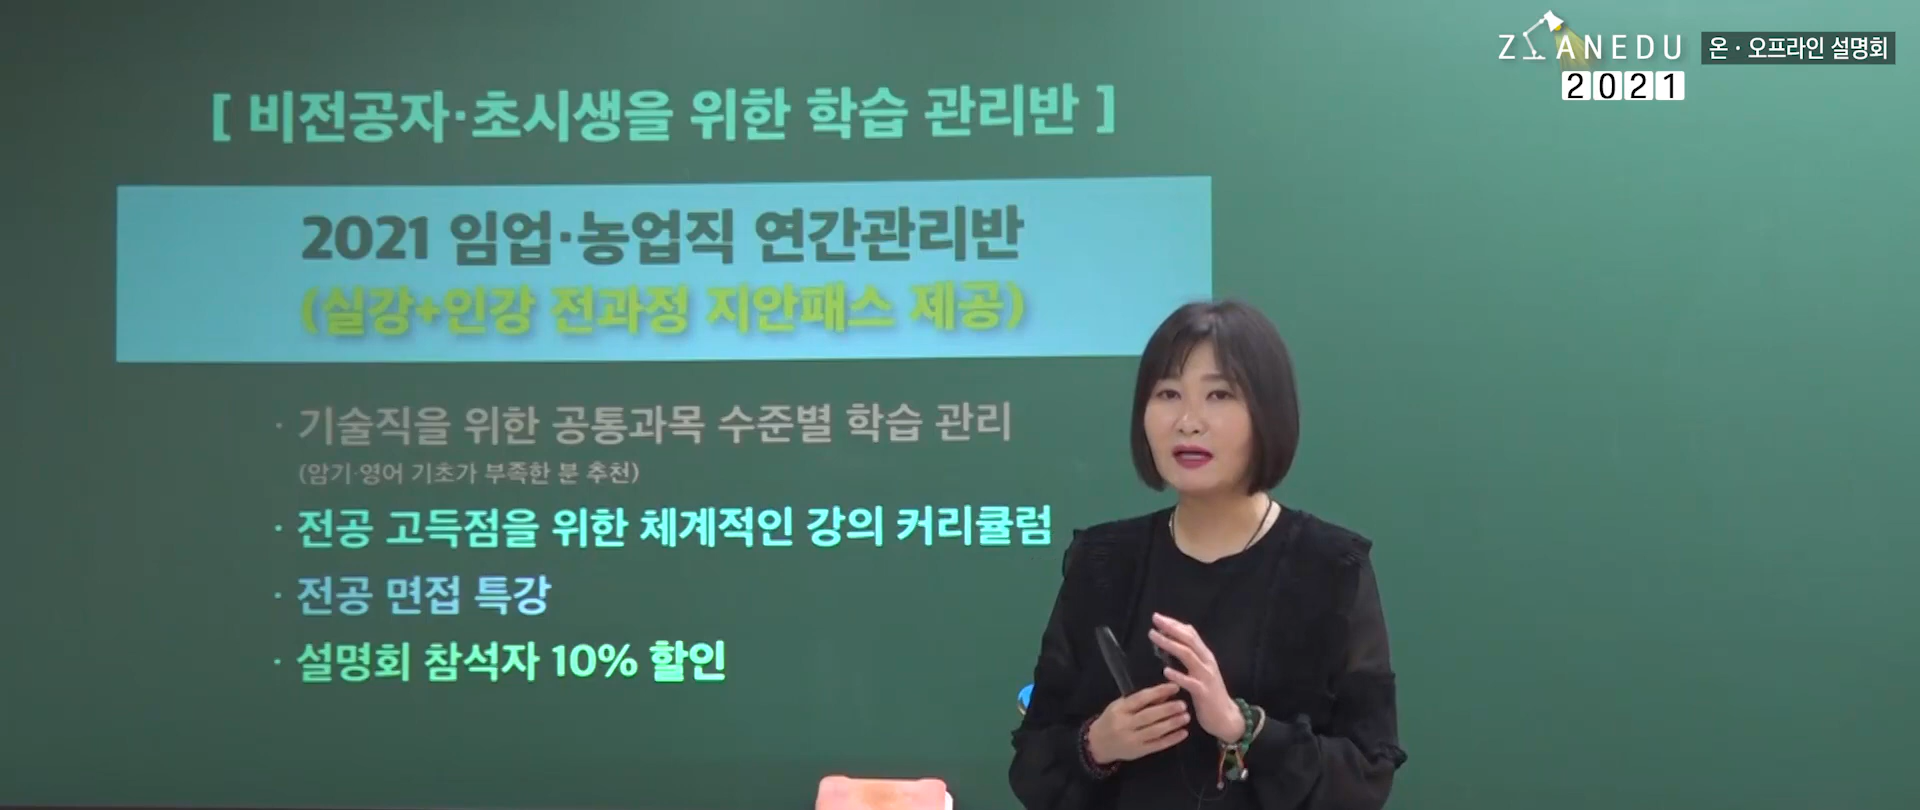 ZIANEDU 온·오프라인 설명회
2021
[ 비전공자·초시생을 위한 학습 관리반 ]
2021 임업·농업직 연간관리반
(실강+인강 전과정 지안패스 제공)
· 기술직을 위한 공통과목 수준별 학습 관리
(암기·영어 기초가 부족한 분 추천)
· 전공 고득점을 위한 체계적인 강의 커리큘럼
· 전공 면접 특강
· 설명회 참석자 10% 할인